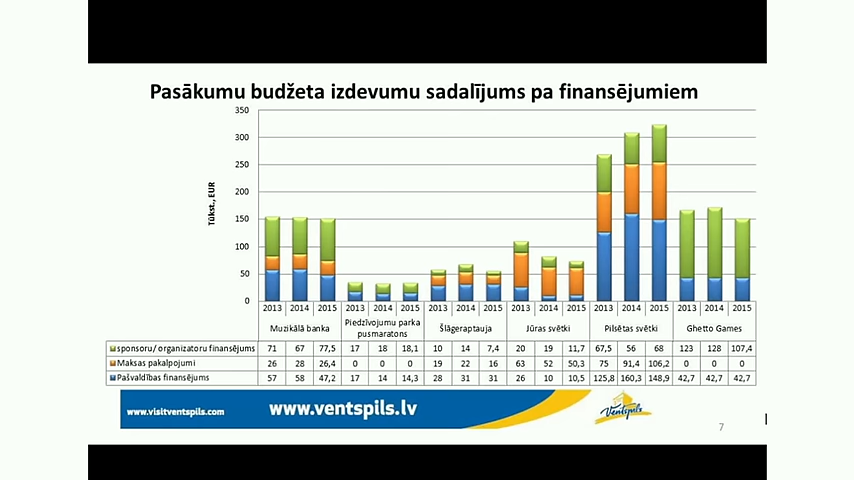 Pasākumu budžeta izdevumu sadalījums pa finansējumiem
Tūkst., EUR
350
300
250
200
150
100
50
0
2013 2014 2015 2013 2014 2015 2013 2014 2015 2013 2014 2015 2013 2014 2015 2013 2014 2015
Muzikālā banka Piedzīvojumu parka pusmaratons Šlāgeraptauja Jūras svētki Pilsētas svētki Ghetto Games
sponsoru/ organizatoru finansējums 71 67 77,5 17 18 18,1 10 14 7,4 20 19 11,7 67,5 56 68 123 128 107,4
Maksas pakalpojumi 26 28 26,4 0 0 0 19 22 16 63 52 50,3 75 91,4 106,2 0 0 0
Pašvaldības finansējums 57 58 47,2 17 14 14,3 28 31 31 26 10 10,5 125,8 160,3 148,9 42,7 42,7 42,7
www.visitventspils.com
www.ventspils.lv
Ventspils
7